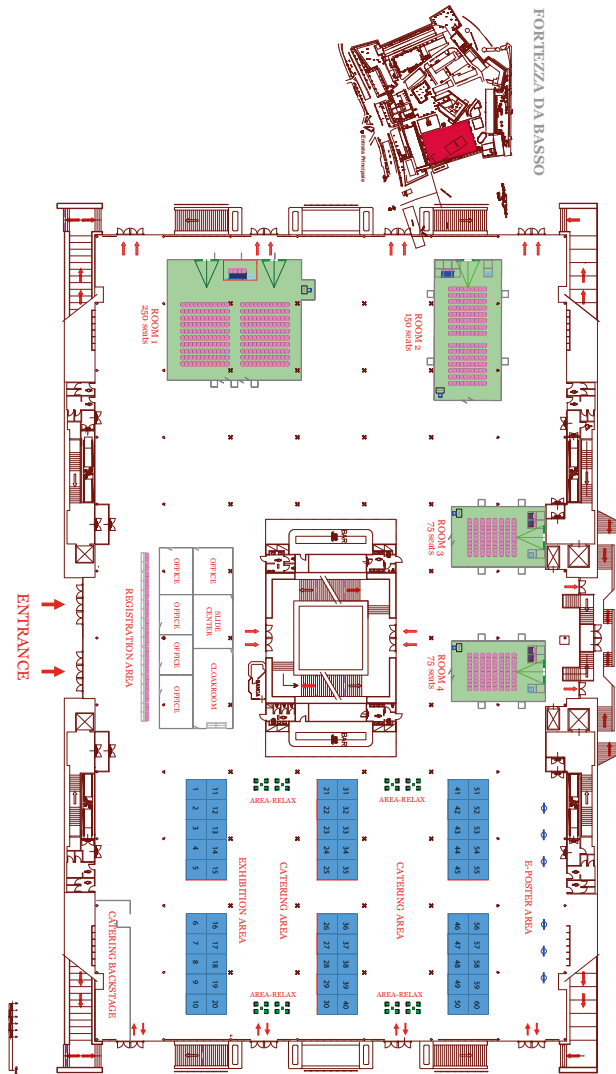 FORTEZZA DA BASSO
Entrata Principale
ROOM 1
250 seats
ROOM 2
150 seats
ROOM 3
75 seats
ROOM 4
75 seats
BAR
BAR
OFFICE
OFFICE
OFFICE
OFFICE
OFFICE
SLIDE
CENTER
CLOAKROOM
REGISTRATION AREA
ENTRANCE
AREA-RELAX
AREA-RELAX
1 2 3 4 5
11 12 13 14 15
21 22 23 24 25
31 32 33 34 35
41 42 43 44 45
51 52 53 54 55
EXHIBITION AREA
CATERING AREA
CATERING AREA
E-POSTER AREA
6 7 8 9 10
16 17 18 19 20
26 27 28 29 30
36 37 38 39 40
46 47 48 49 50
56 57 58 59 60
AREA-RELAX
AREA-RELAX
CATERING BACKSTAGE